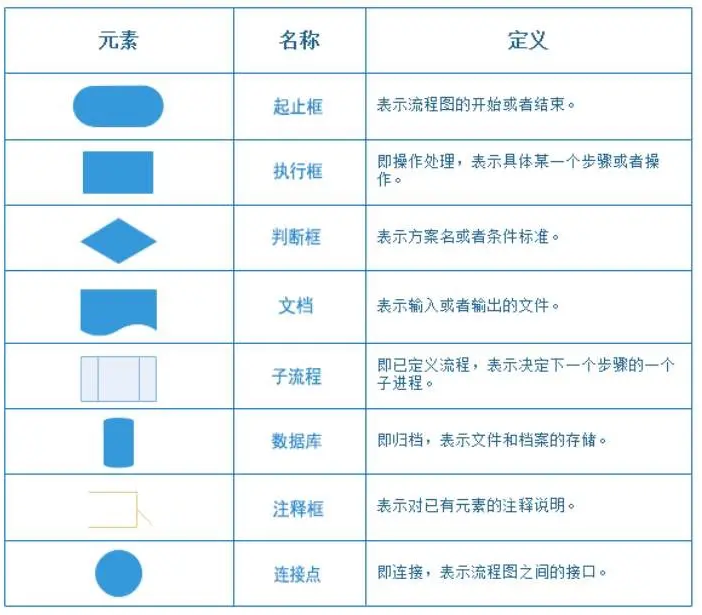 元素 名称 定义
起止框 表示流程图的开始或者结束。
执行框 即操作处理，表示具体某一个步骤或者操
作。
判断框 表示方案名或者条件标准。
文档 表示输入或者输出的文件。
子流程 即已定义流程，表示决定下一个步骤的一个
子进程。
数据库 即归档，表示文件和档案的存储。
注释框 表示对已有元素的注释说明。
连接点 即连接，表示流程图之间的接口。